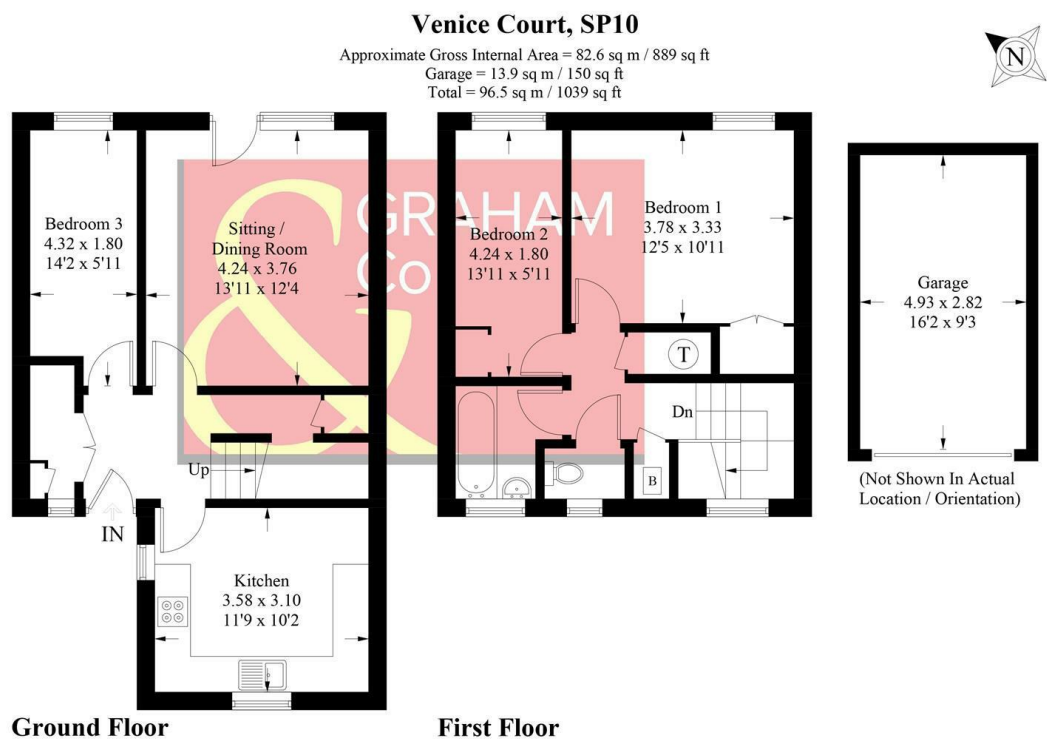 Venice Court, SP10
Approximate Gross Internal Area = 82.6 sq m / 889 sq ft
Garage = 13.9 sq m / 150 sq ft
Total = 96.5 sq m / 1039 sq ft
N
Bedroom 3
4.32 x 1.80
14'2 x 5'11
Sitting /
Dining Room
4.24 x 3.76
13'11 x 12'4
Up
IN
Kitchen
3.58 x 3.10
11'9 x 10'2
Ground Floor
& GRAHAM
Co
Bedroom 2
4.24 x 1.80
13'11 x 5'11
Bedroom 1
3.78 x 3.33
12'5 x 10'11
T
Dn
B
First Floor
Garage
4.93 x 2.82
16'2 x 9'3
(Not Shown In Actual
Location / Orientation)